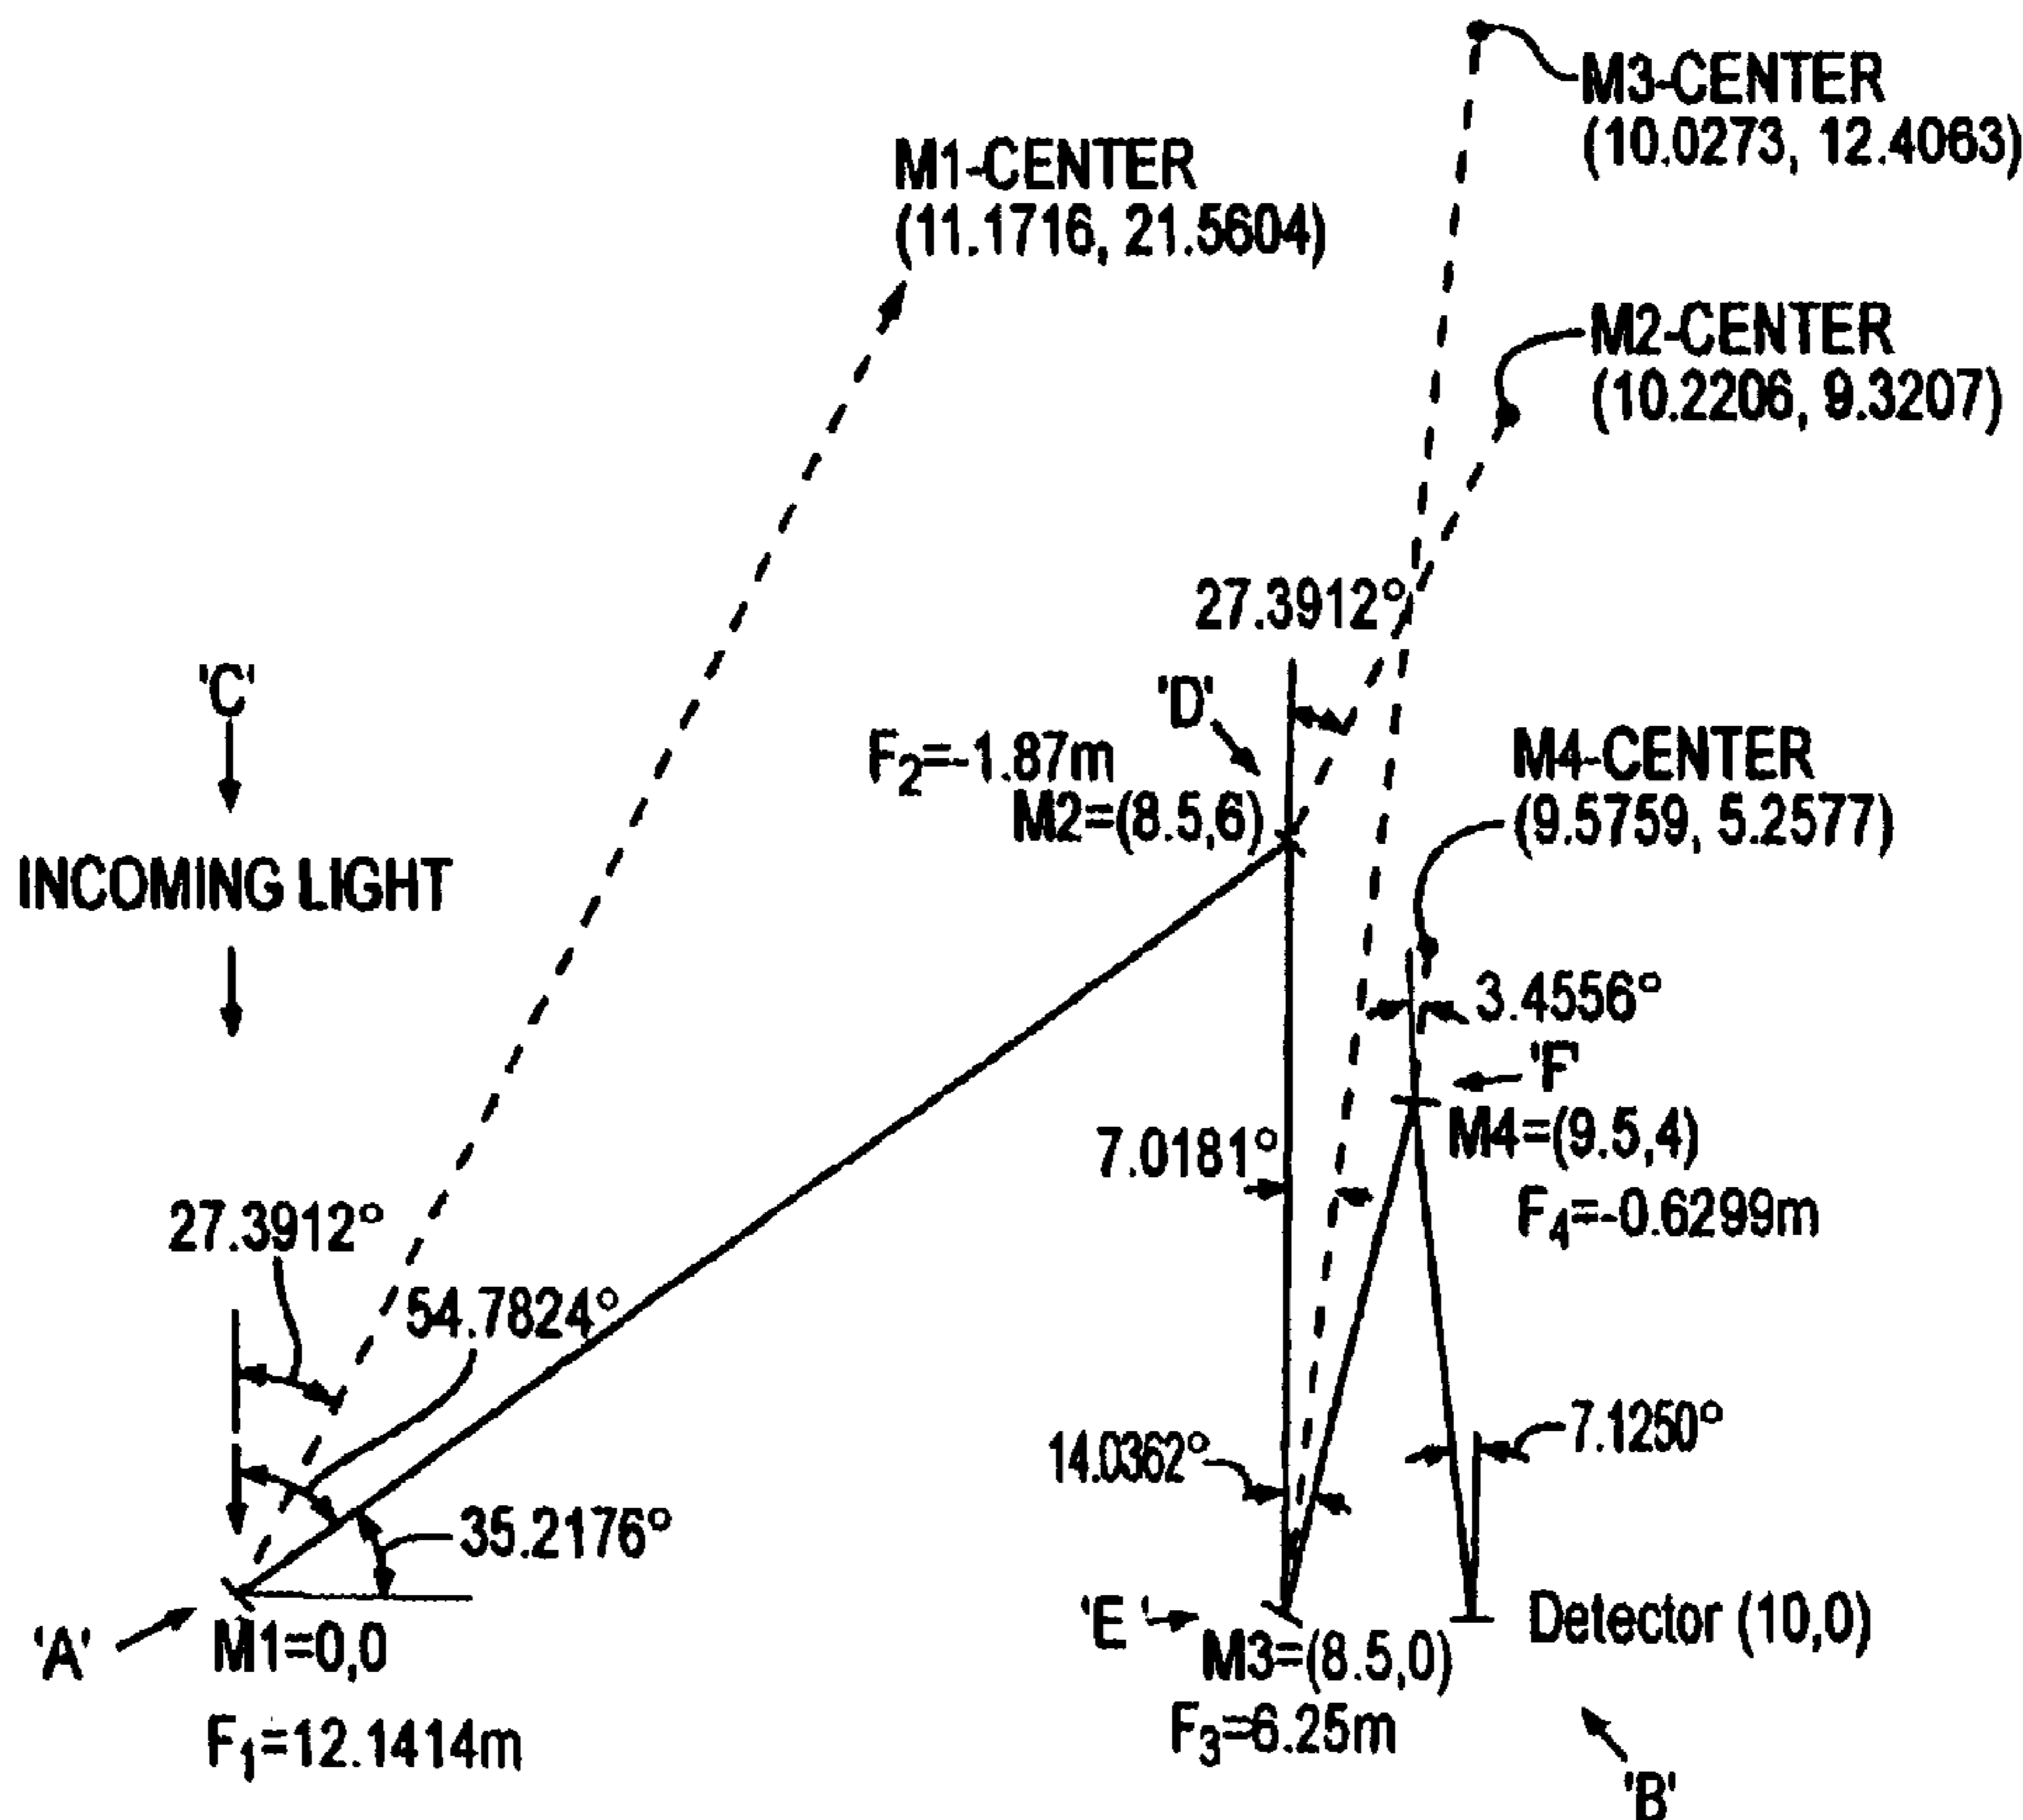 M3-CENTER
(10.0273, 12.4063)
M1-CENTER
(11.1716, 21.5604)
M2-CENTER
(10.2206, 9.3207)
27.3912°
'C'
'D'
F2=-1.87m
M2=(8.5,6)
M4-CENTER
(9.5759, 5.2577)
INCOMING LIGHT
3.4556°
'F'
M4=(9.5,4)
7.0181°
F4=-0.6299m
27.3912°
54.7824°
14.0362°
7.1250°
35.2176°
'A'
M1=0,0
F1=12.1414m
'E'
M3=(8.5,0)
F3=6.25m
Detector (10,0)
'B'